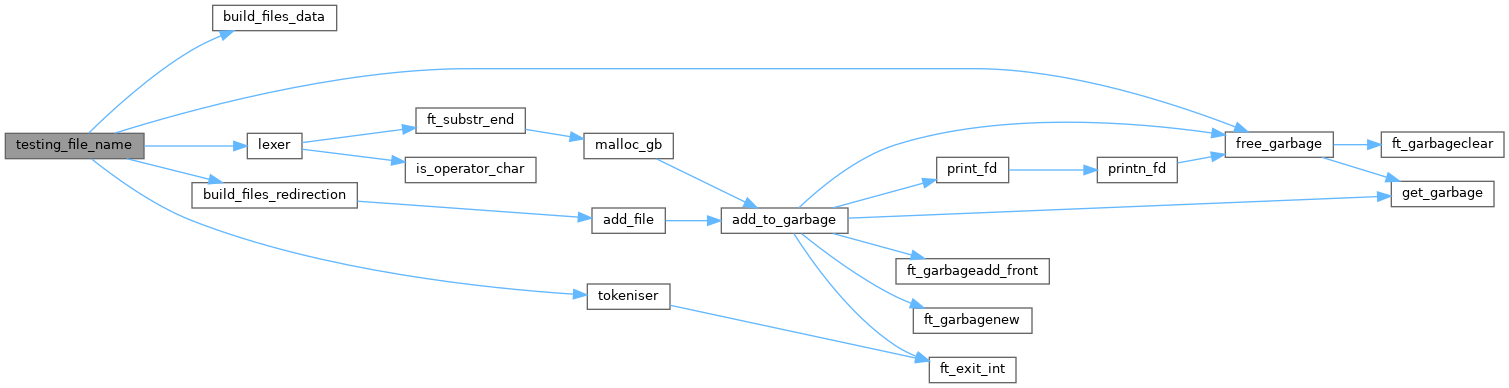 build_files_data
testing_file_name
lexer
ft_substr_end
malloc_gb
is_operator_char
build_files_redirection
add_file
add_to_garbage
print_fd
printn_fd
free_garbage
ft_garbageclear
get_garbage
ft_garbageadd_front
ft_garbagenew
tokeniser
ft_exit_int